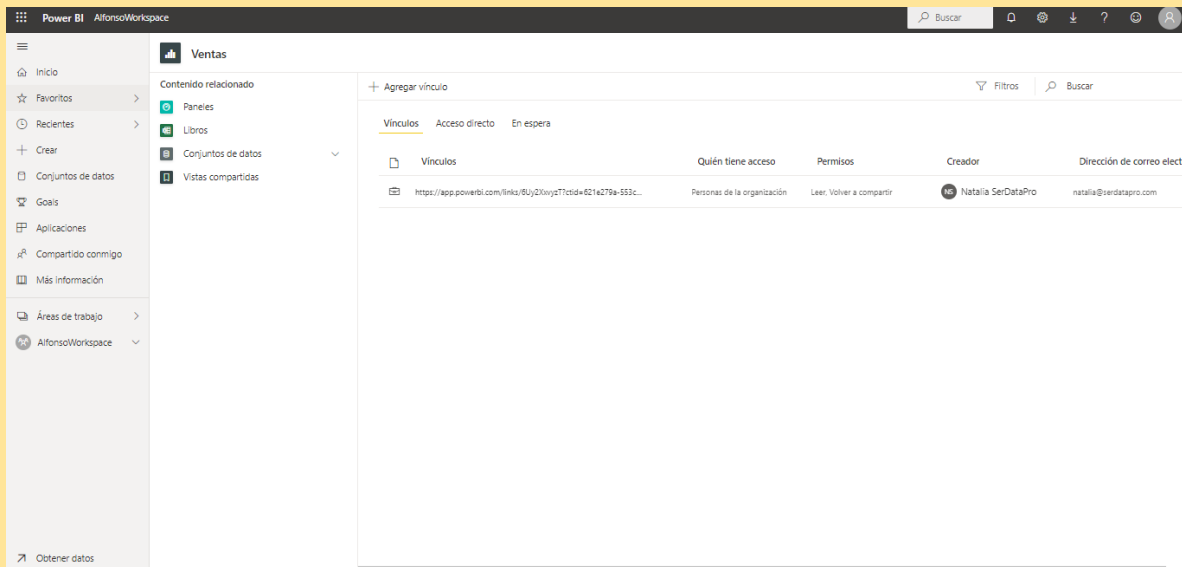 Power BI AlfonsoWorkspace Buscar
Ventas
Inicio
Favoritos
Recientes
Crear
Conjuntos de datos
Goals
Aplicaciones
Compartido conmigo
Más información
Áreas de trabajo
AlfonsoWorkspace
Obtener datos
Contenido relacionado
Paneles
Libros
Conjuntos de datos
Vistas compartidas
Agregar vínculo Filtros Buscar
Vínculos Acceso directo En espera
Vínculos Quién tiene acceso Permisos Creador Dirección de correo elect
https://app.powerbi.com/links/6Uy2XxvyzT?ctid=621e279a-553c... Personas de la organización Leer, Volver a compartir NS Natalia SerDataPro natalia@serdatapro.com